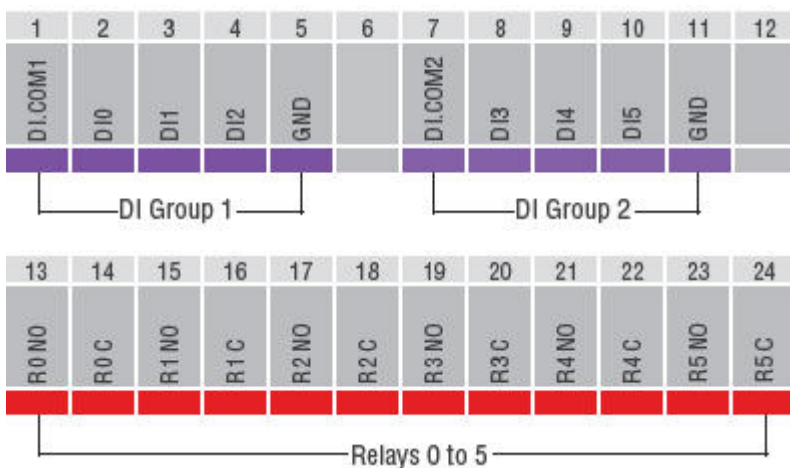 1 2 3 4 5 6 7 8 9 10 11 12
DI.COM1 DI0 DI1 DI2 GND DI.COM2 DI3 DI4 DI5 GND
DI Group 1 DI Group 2
13 14 15 16 17 18 19 20 21 22 23 24
R0 NO R0 C R1 NO R1 C R2 NO R2 C R3 NO R3 C R4 NO R4 C R5 NO R5 C
Relays 0 to 5